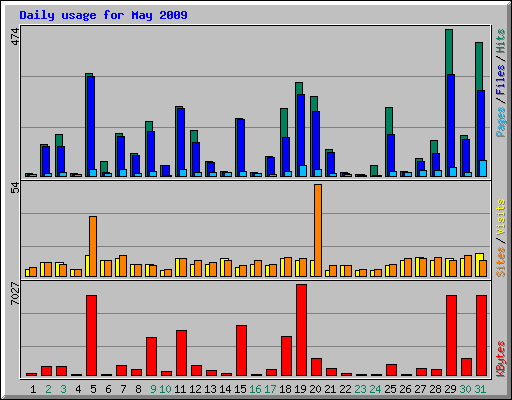 Daily usage for May 2009
474
54
7027
Pages / Files / Hits
Sites / Visits
KBytes
1 2 3 4 5 6 7 8 9 10 11 12 13 14 15 16 17 18 19 20 21 22 23 24 25 26 27 28 29 30 31